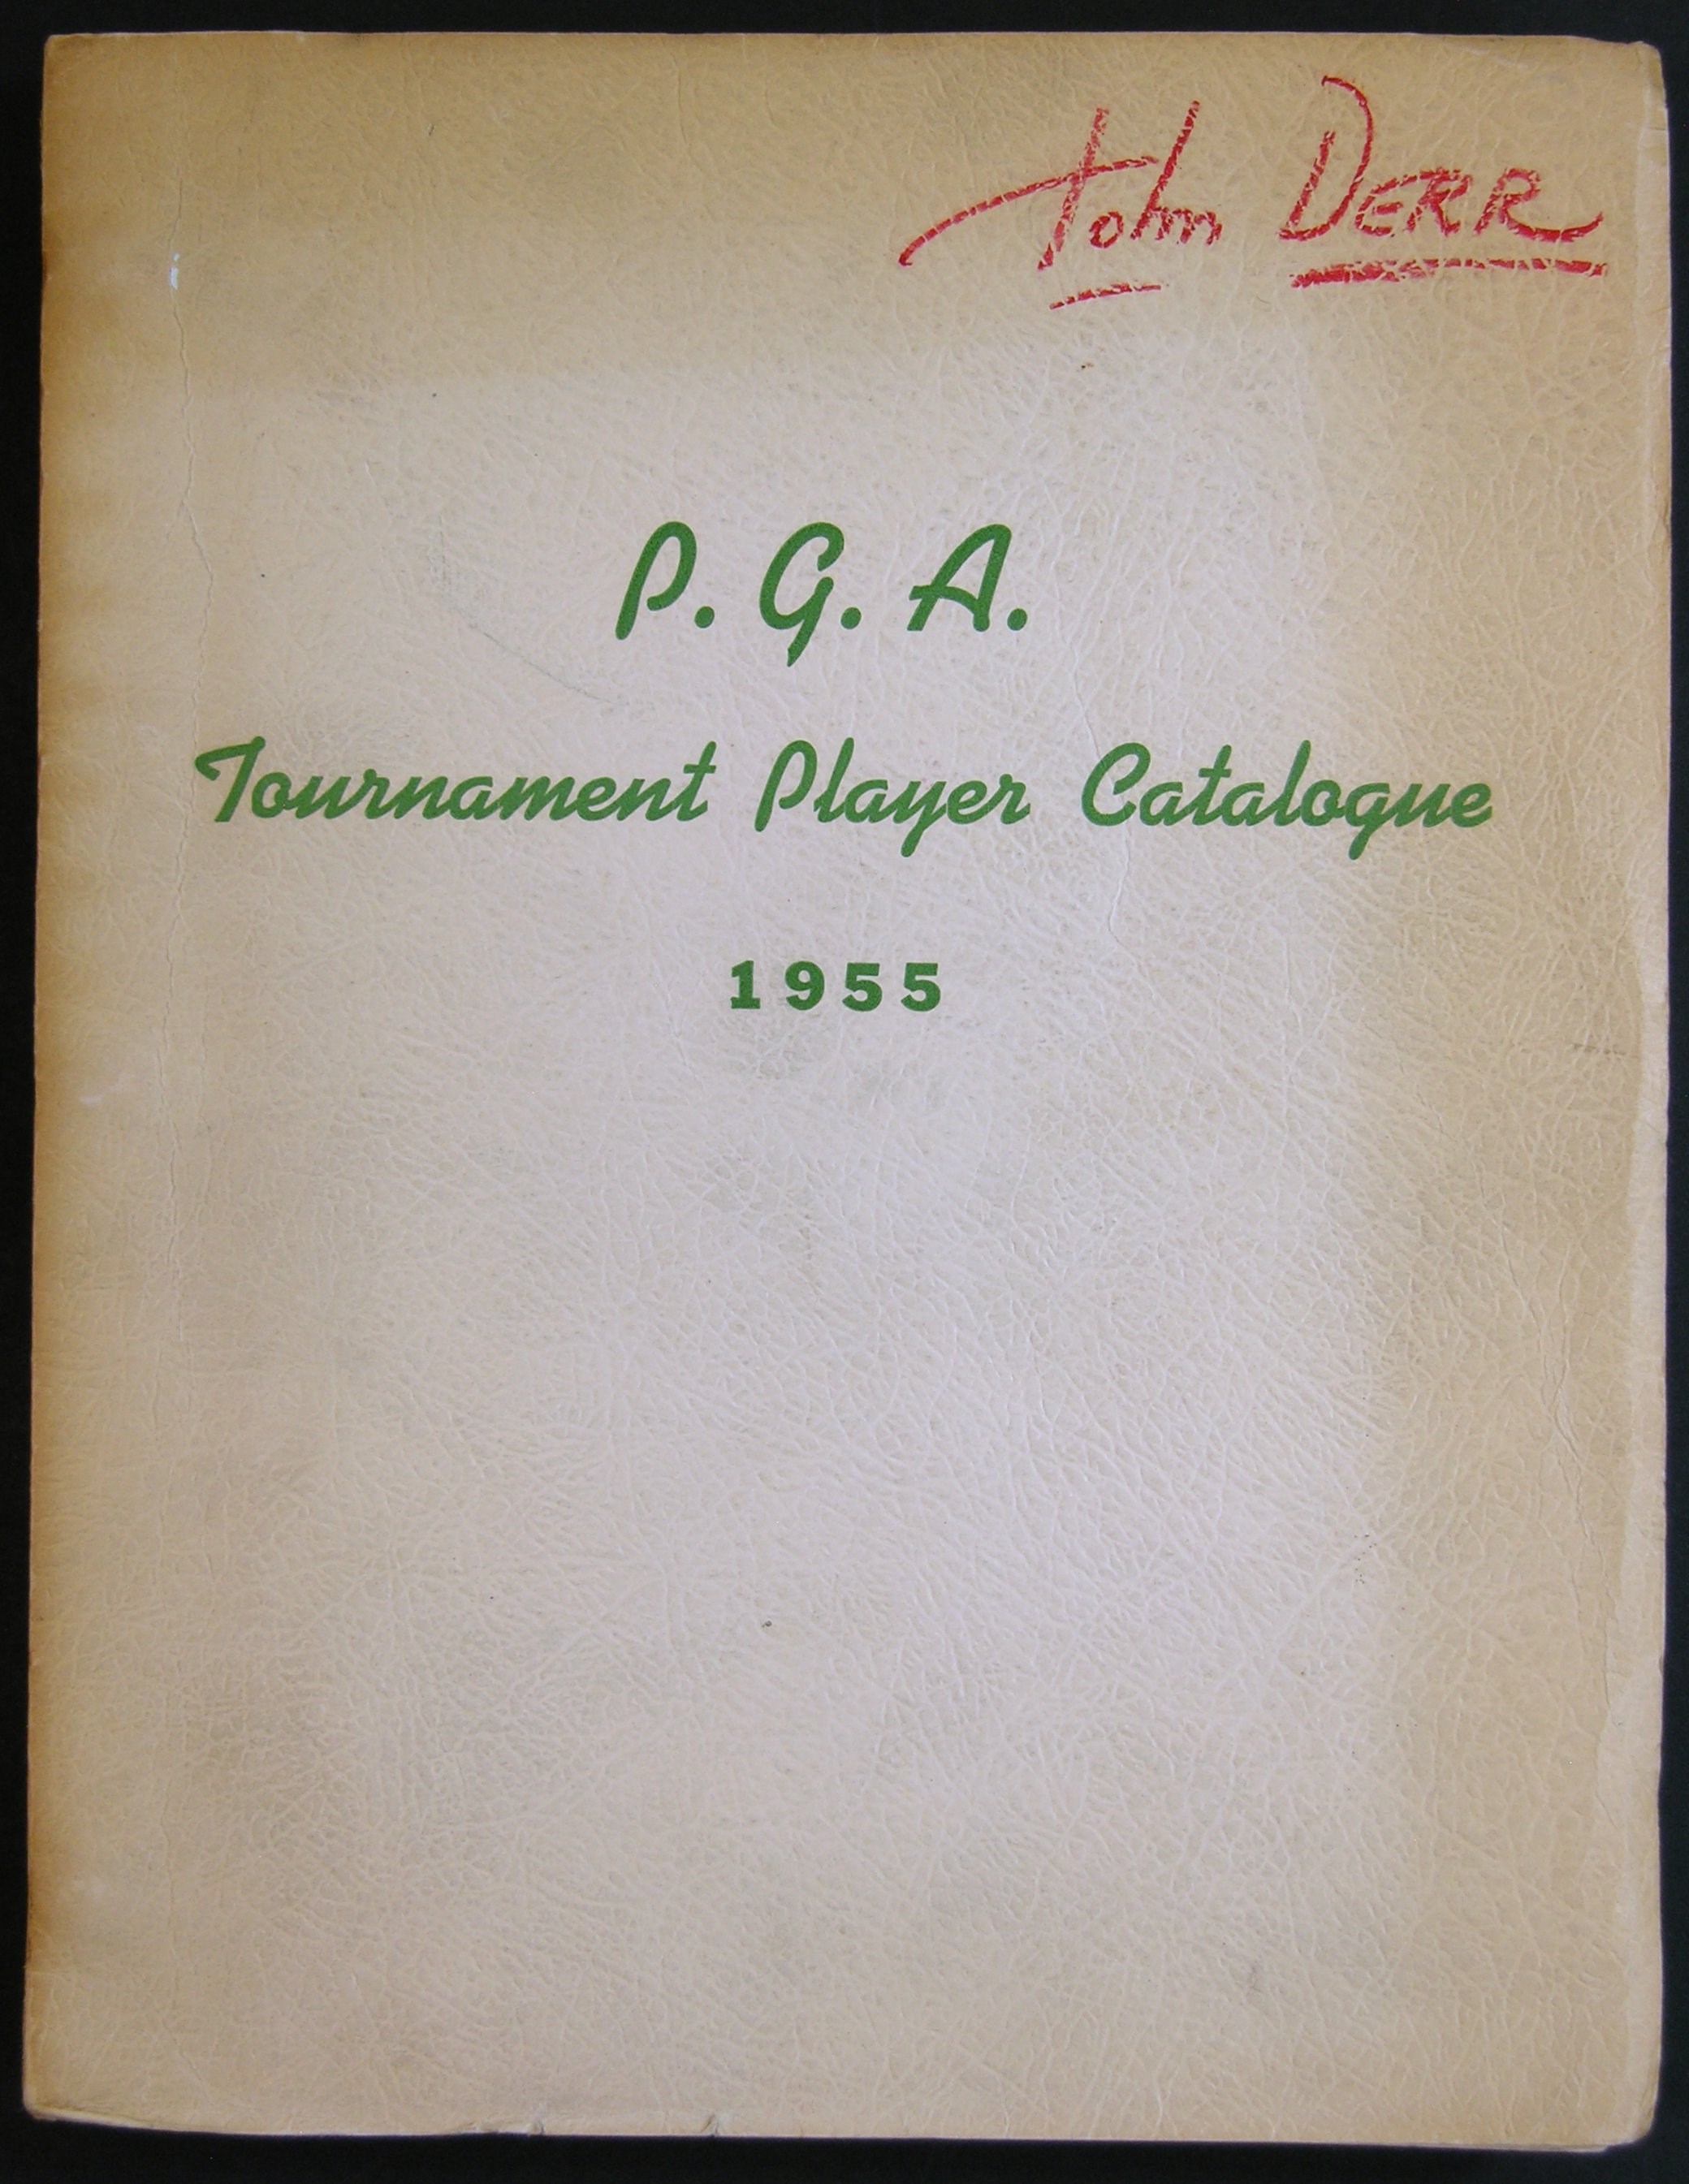 John DERR
P. G. A.
Tournament Player Catalogue
1955